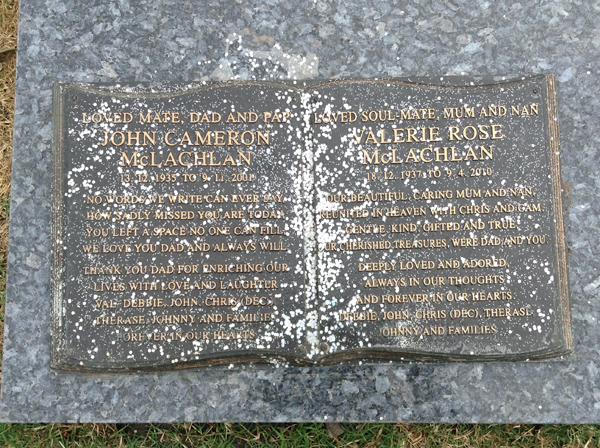 LOVED MATE, DAD AND PAP
JOHN CAMERON
McLACHLAN
13. 12. 1935 TO 9. 11. 2001
NO WORDS WE WRITE CAN EVER SAY
HOW SADLY MISSED YOU ARE TODAY
YOU LEFT A SPACE NO ONE CAN FILL
WE LOVE YOU DAD AND ALWAYS WILL
THANK YOU DAD FOR ENRICHING OUR
LIVES WITH LOVE AND LAUGHTER
VAL, DEBBIE, JOHN, CHRIS (DEC),
THERASE, JOHNNY AND FAMILIES
FOREVER IN OUR HEARTS
LOVED SOUL-MATE, MUM AND NAN
VALERIE ROSE
McLACHLAN
18. 12. 1937 TO 9. 4. 2010
OUR BEAUTIFUL, CARING MUM AND NAN,
REUNITED IN HEAVEN WITH CHRIS AND CAM.
GENTLE, KIND, GIFTED AND TRUE,
OUR CHERISHED TREASURES, WERE DAD AND YOU
DEEPLY LOVED AND ADORED,
ALWAYS IN OUR THOUGHTS
AND FOREVER IN OUR HEARTS.
DEBBIE, JOHN, CHRIS (DEC), THERASE,
JOHNNY AND FAMILIES